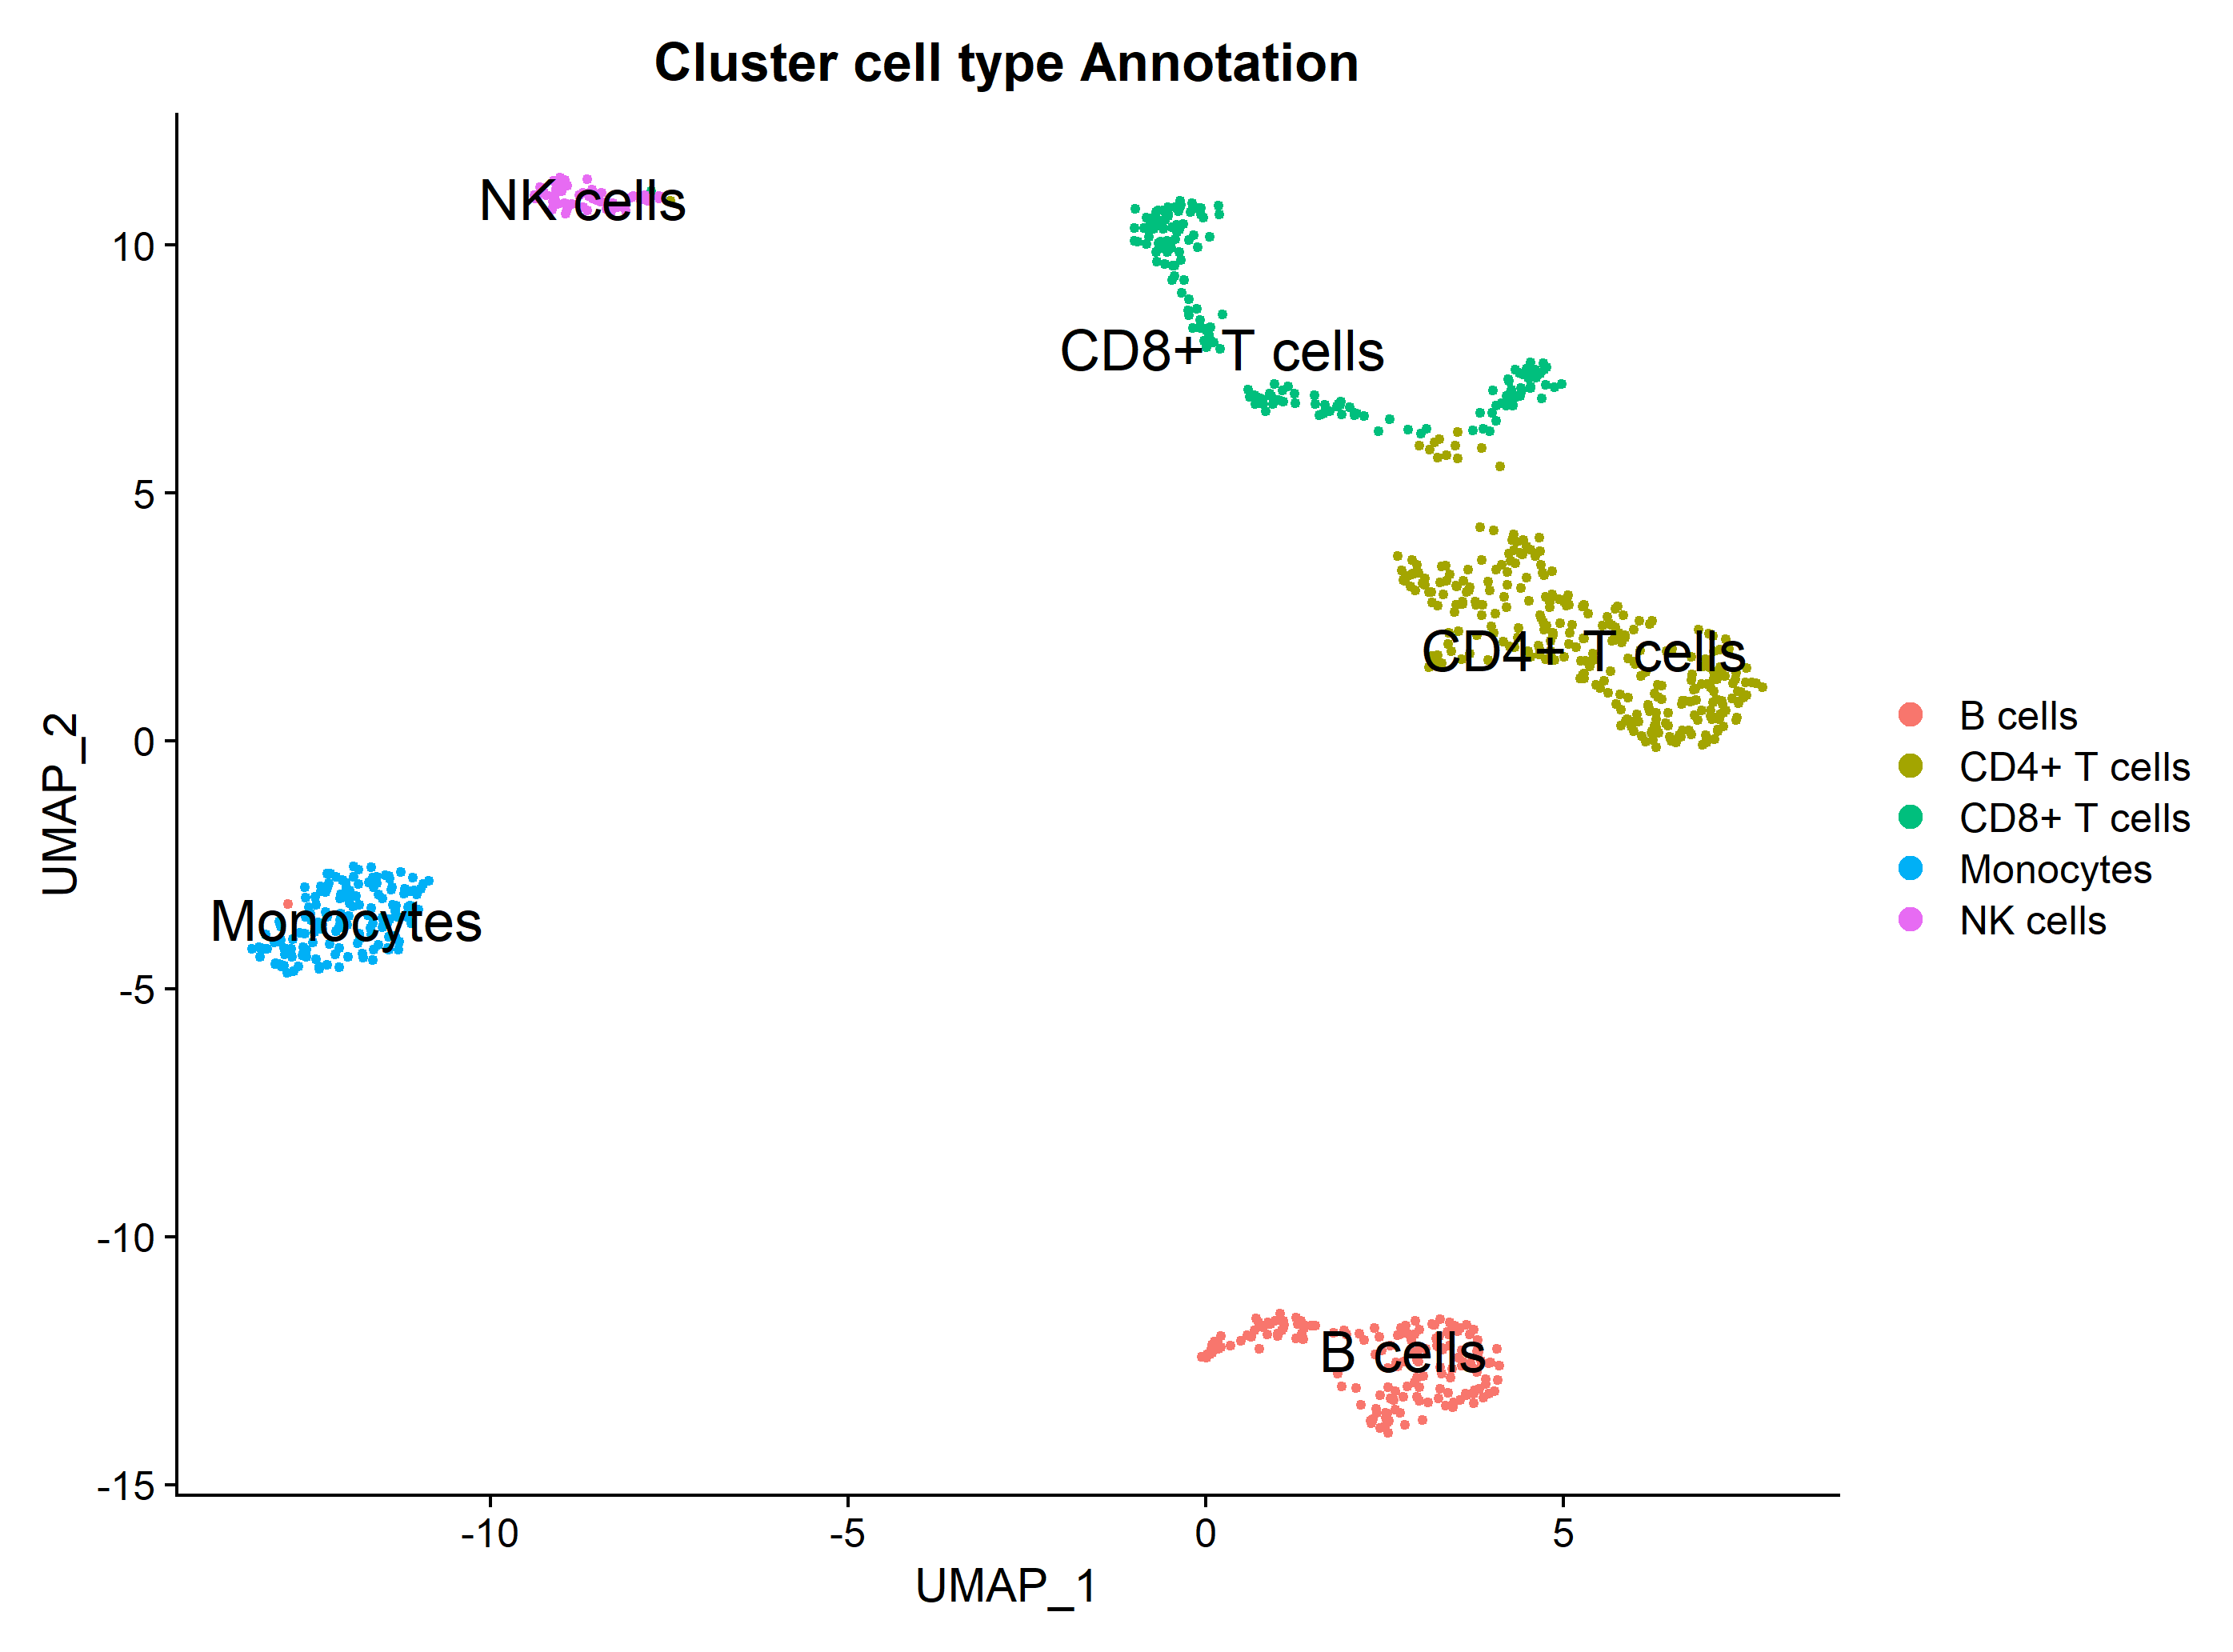 Cluster cell type Annotation
NK cells
CD8+ T cells
CD4+ T cells
Monocytes
B cells
10
5
0
-5
-10
-15
UMAP_2
-10
-5
0
5
UMAP_1
B cells
CD4+ T cells
CD8+ T cells
Monocytes
NK cells